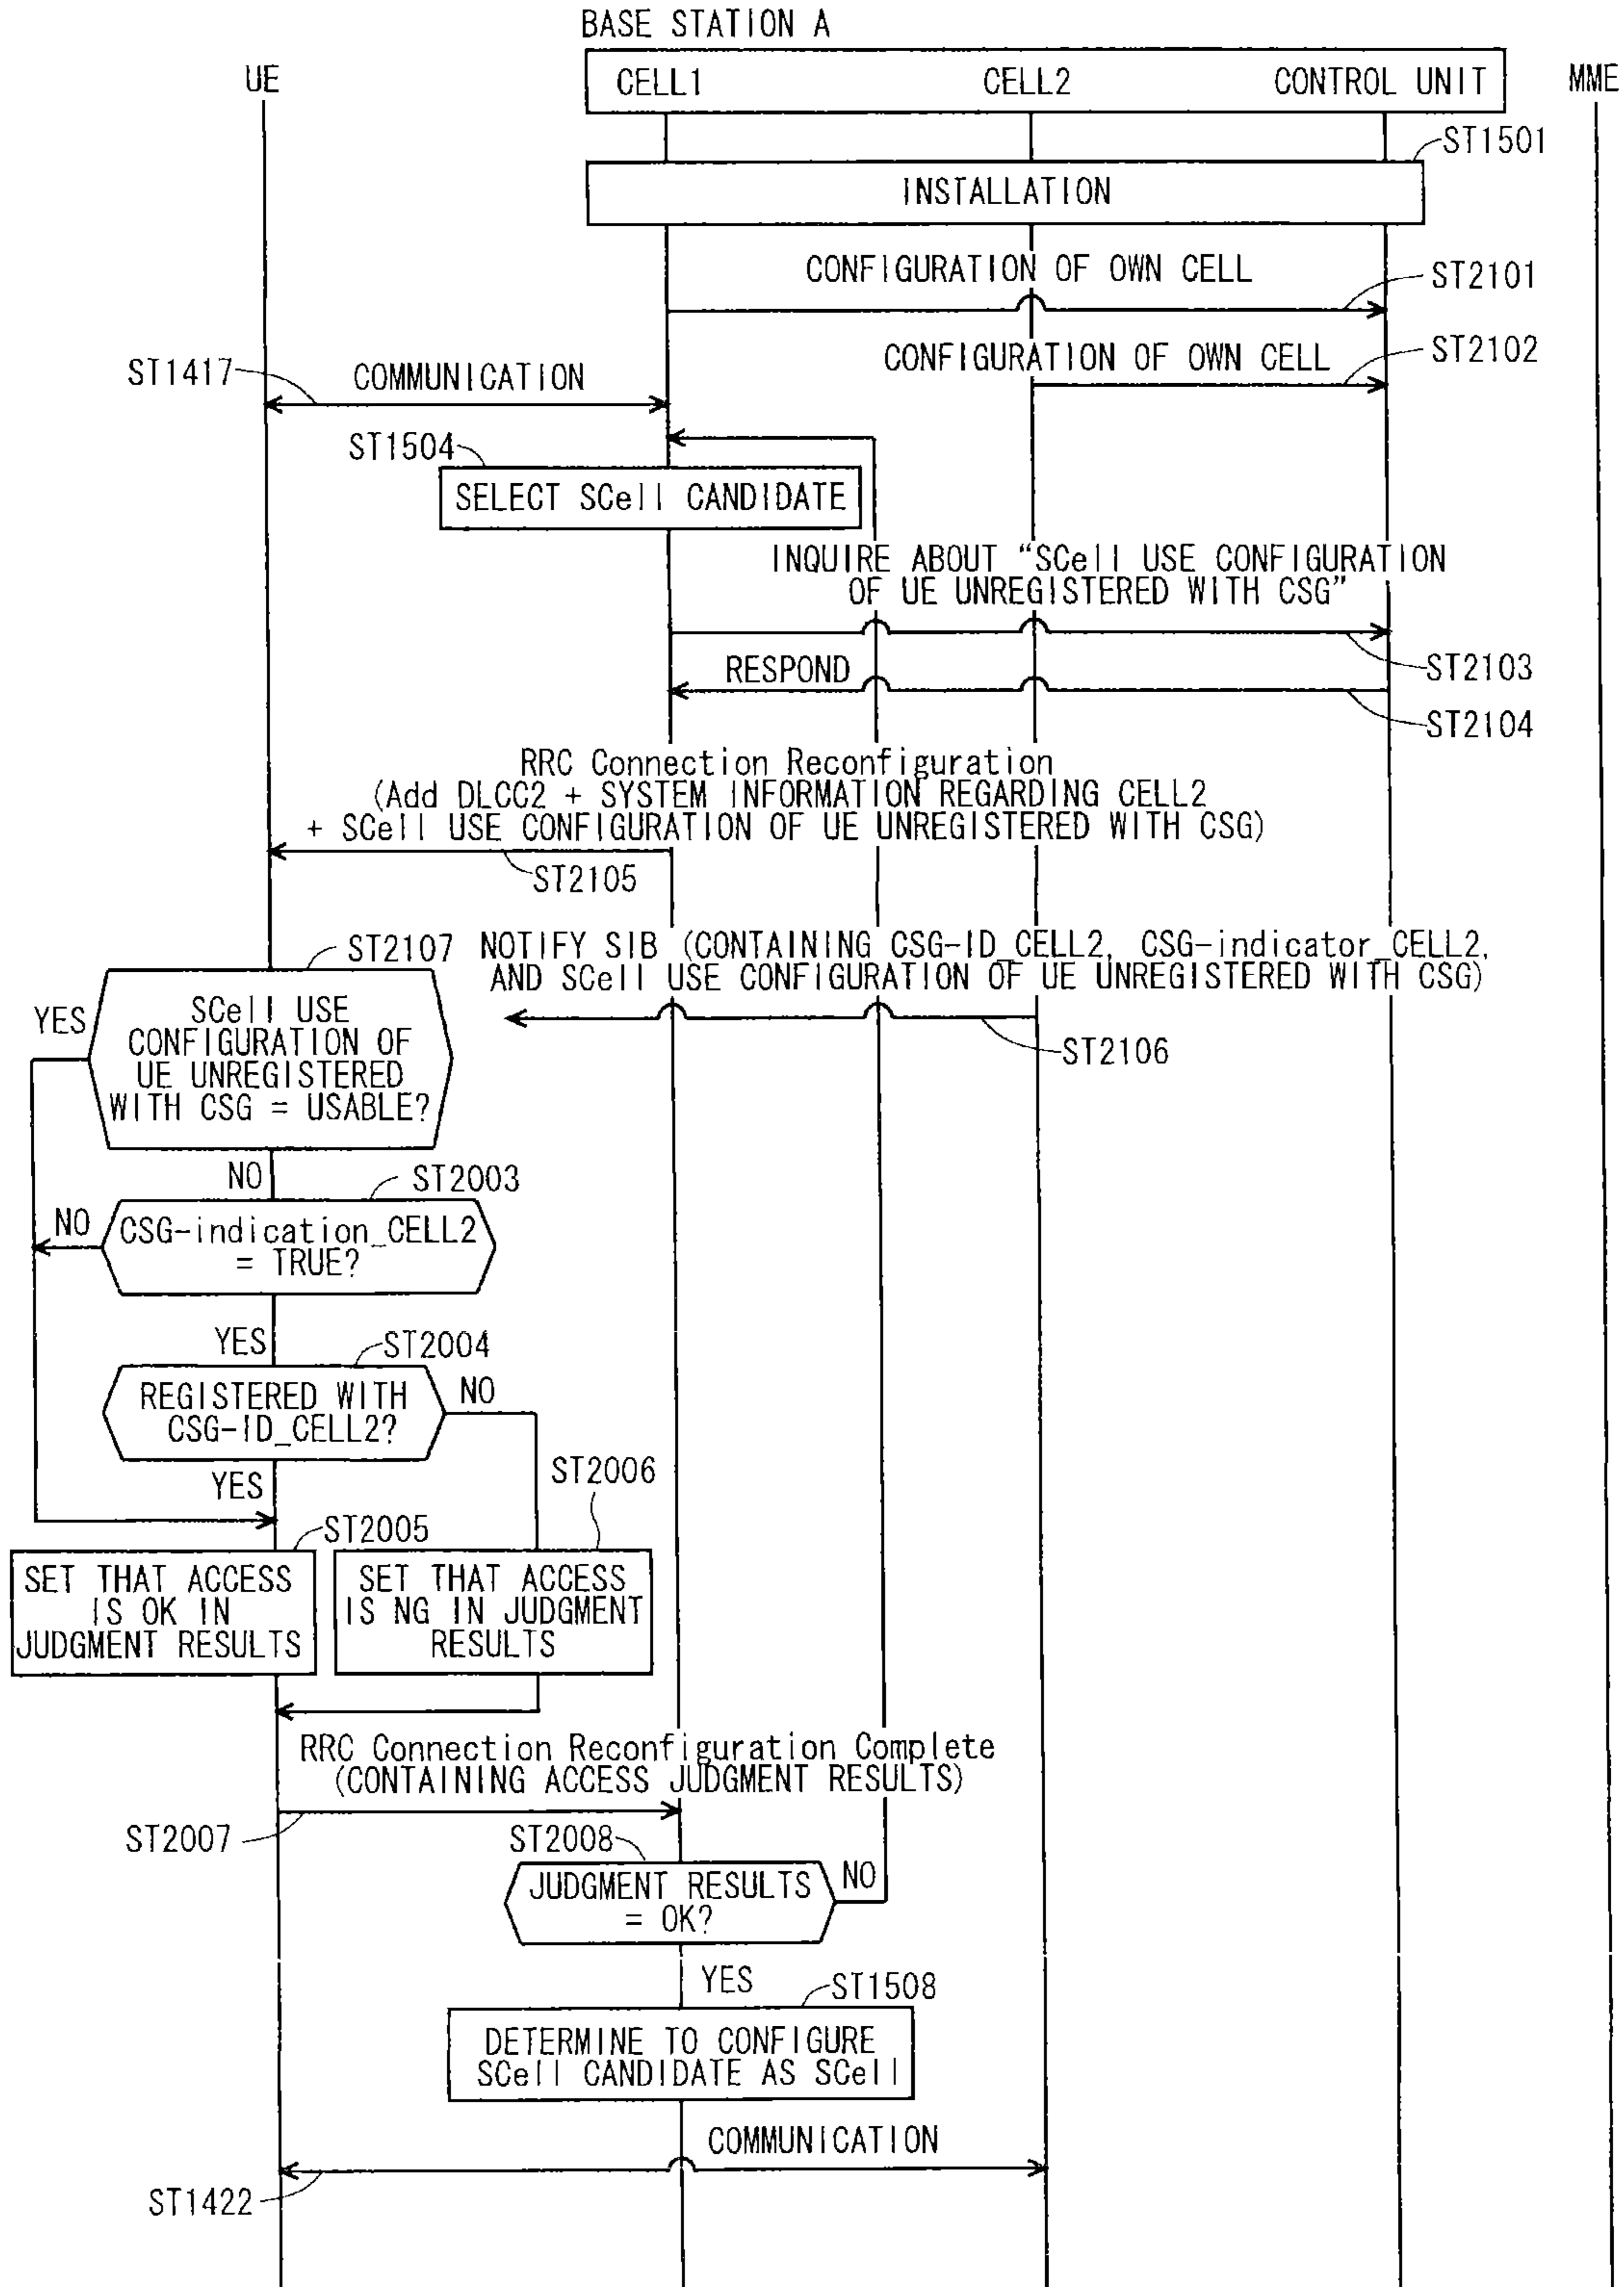 BASE STATION A
UE
CELL1
CELL2
CONTROL UNIT
MME
ST1501
INSTALLATION
CONFIGURATION OF OWN CELL
ST2101
CONFIGURATION OF OWN CELL
ST2102
ST1417
COMMUNICATION
ST1504
SELECT SCell CANDIDATE
INQUIRE ABOUT “SCell USE CONFIGURATION
OF UE UNREGISTERED WITH CSG”
RESPOND
ST2103
ST2104
RRC Connection Reconfiguration
(Add DLCC2 + SYSTEM INFORMATION REGARDING CELL2
+ SCell USE CONFIGURATION OF UE UNREGISTERED WITH CSG)
ST2105
ST2107
NOTIFY SIB (CONTAINING CSG-ID_CELL2, CSG-indicator_CELL2,
AND SCell USE CONFIGURATION OF UE UNREGISTERED WITH CSG)
ST2106
YES
SCell USE
CONFIGURATION OF
UE UNREGISTERED
WITH CSG = USABLE?
NO
ST2003
NO
CSG-indication_CELL2
= TRUE?
YES
ST2004
REGISTERED WITH
CSG-ID_CELL2?
NO
YES
ST2006
ST2005
SET THAT ACCESS
IS OK IN
JUDGMENT RESULTS
SET THAT ACCESS
IS NG IN JUDGMENT
RESULTS
RRC Connection Reconfiguration Complete
(CONTAINING ACCESS JUDGMENT RESULTS)
ST2007
ST2008
JUDGMENT RESULTS
= OK?
NO
YES
ST1508
DETERMINE TO CONFIGURE
SCell CANDIDATE AS SCell
COMMUNICATION
ST1422